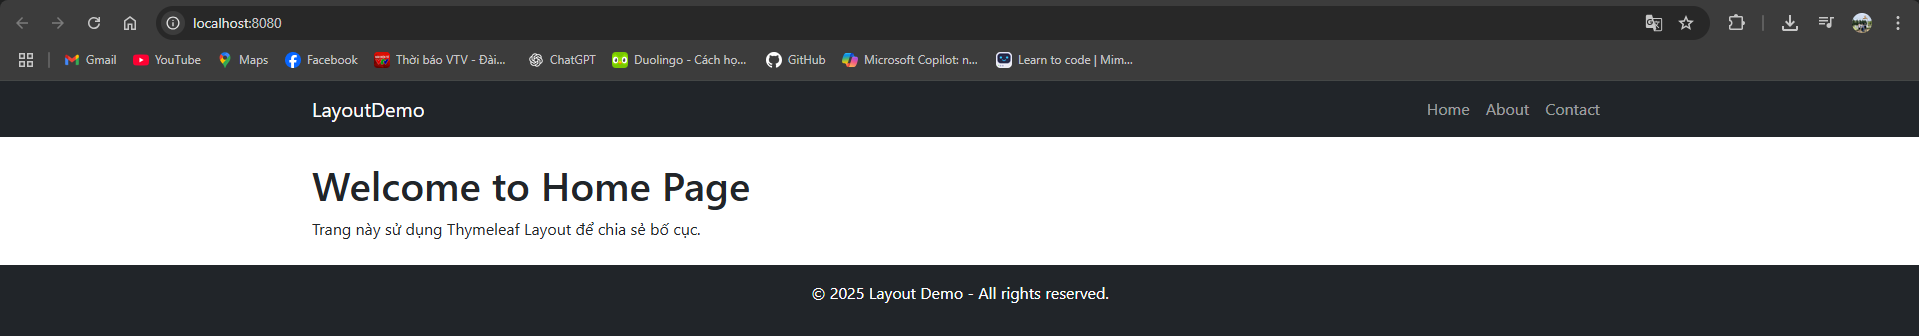 localhost:8080
Gmail YouTube Maps Facebook Thời báo VTV - Đài... ChatGPT Duolingo - Cách họ... GitHub Microsoft Copilot: n... Learn to code | Mim...
LayoutDemo Home About Contact
Welcome to Home Page
Trang này sử dụng Thymeleaf Layout để chia sẻ bố cục.
© 2025 Layout Demo - All rights reserved.